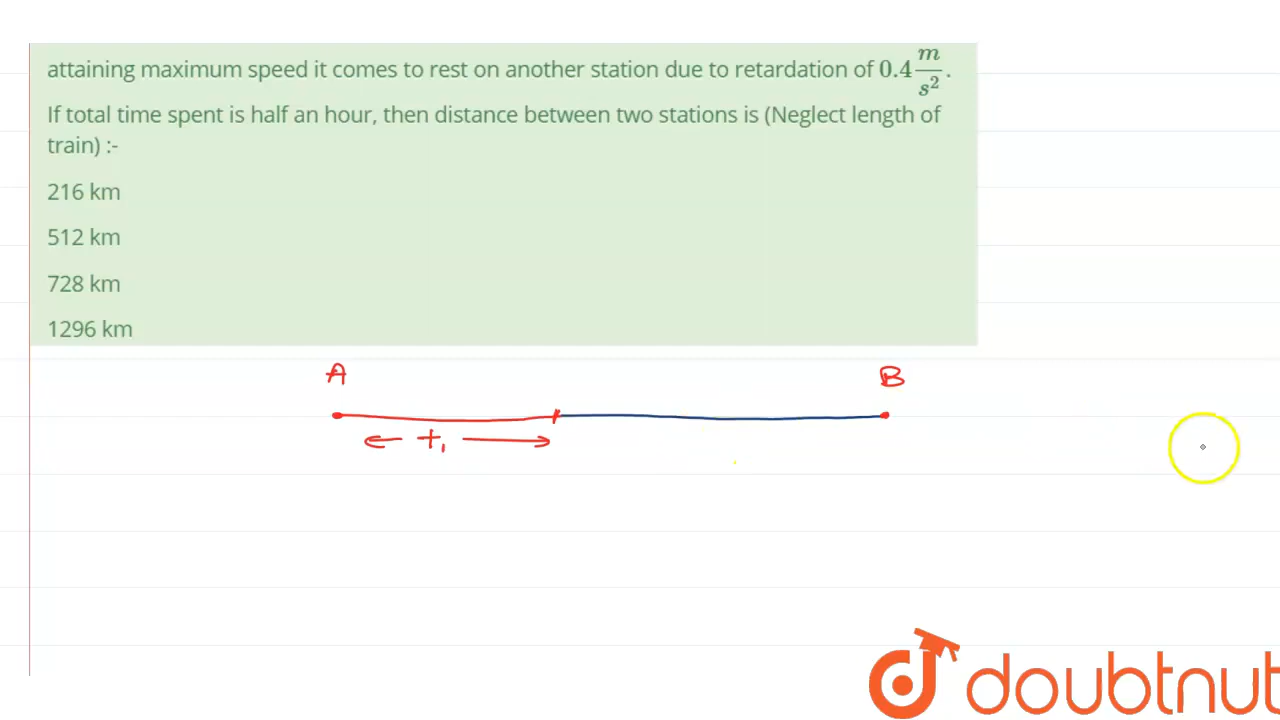 attaining maximum speed it comes to rest on another station due to retardation of 0.4 m/s².
If total time spent is half an hour, then distance between two stations is (Neglect length of
train) :-
216 km
512 km
728 km
1296 km
A B
t₁
doubtnut